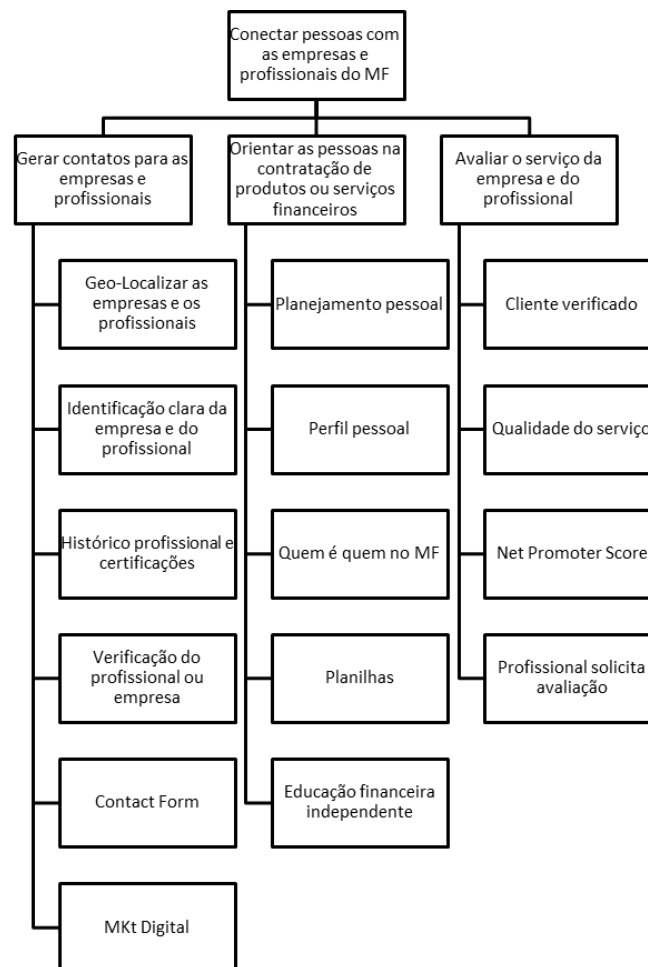 Conectar pessoas com
as empresas e
profissionais do MF
Gerar contatos para as
empresas e
profissionais
Geo-Localizar as
empresas e os
profissionais
Identificação clara da
empresa e do
profissional
Histórico profissional e
certificações
Verificação do
profissional ou
empresa
Contact Form
MKt Digital
Orientar as pessoas na
contratação de
produtos ou serviços
financeiros
Planejamento pessoal
Perfil pessoal
Quem é quem no MF
Planilhas
Educação financeira
independente
Avaliar o serviço da
empresa e do
profissional
Cliente verificado
Qualidade do serviço
Net Promoter Score
Profissional solicita
avaliação